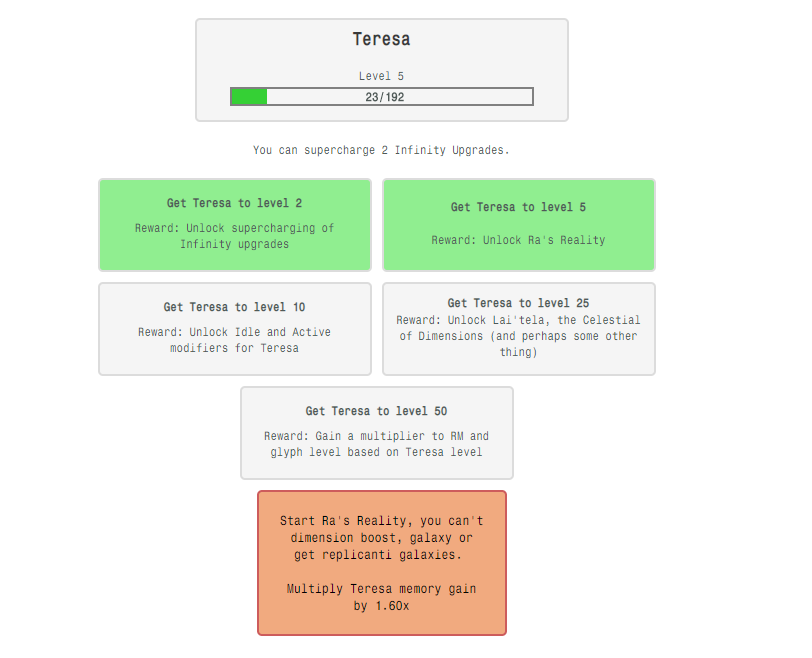 Teresa
Level 5
23/192
You can supercharge 2 Infinity Upgrades.
Get Teresa to level 2
Reward: Unlock supercharging of
Infinity upgrades
Get Teresa to level 5
Reward: Unlock Ra's Reality
Get Teresa to level 10
Reward: Unlock Idle and Active
modifiers for Teresa
Get Teresa to level 25
Reward: Unlock Lai'tela, the Celestial
of Dimensions (and perhaps some other
thing)
Get Teresa to level 50
Reward: Gain a multiplier to RM and
glyph level based on Teresa level
Start Ra's Reality, you can't
dimension boost, galaxy or
get replicanti galaxies.
Multiply Teresa memory gain
by 1.60x